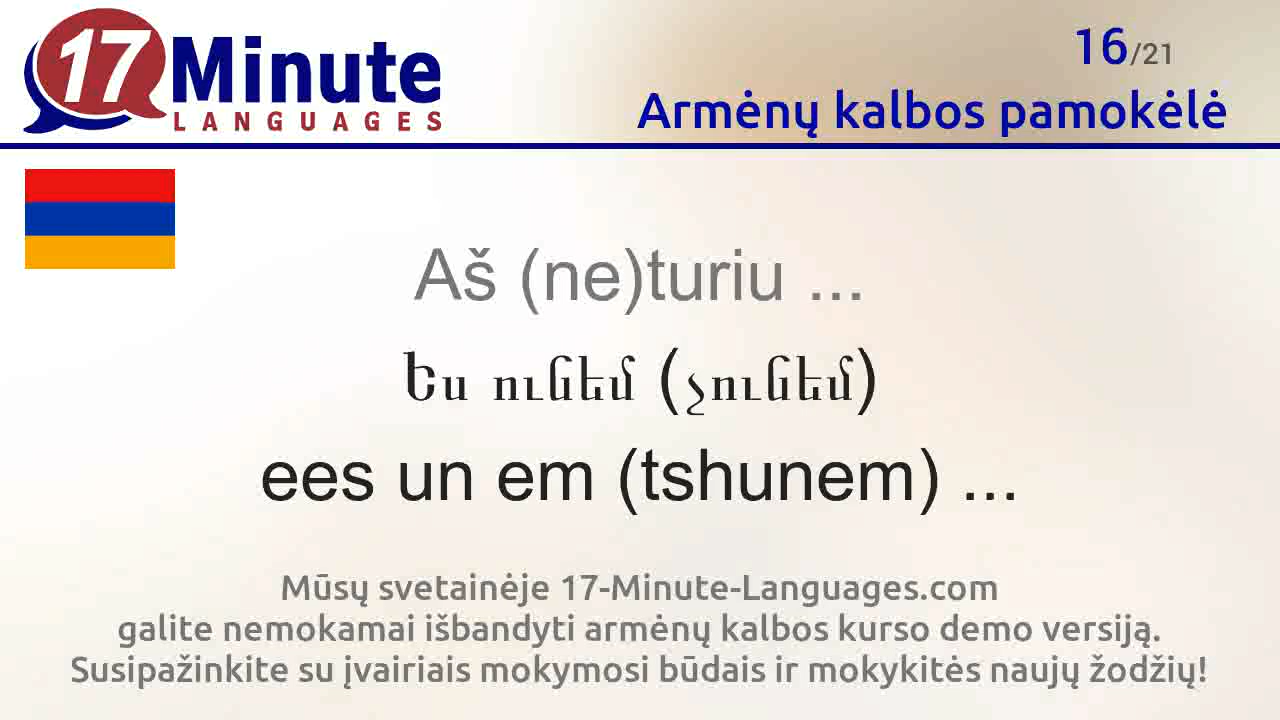 17 Minute
LANGUAGES
16/21
Armėnų kalbos pamokėlė
Aš (ne)turiu ...
Ես ունեմ (չունեմ)
ees un em (tshunem) ...
Mūsų svetainėje 17-Minute-Languages.com
galite nemokamai išbandyti armėnų kalbos kurso demo versiją.
Susipažinkite su įvairiais mokymosi būdais ir mokykitės naujų žodžių!